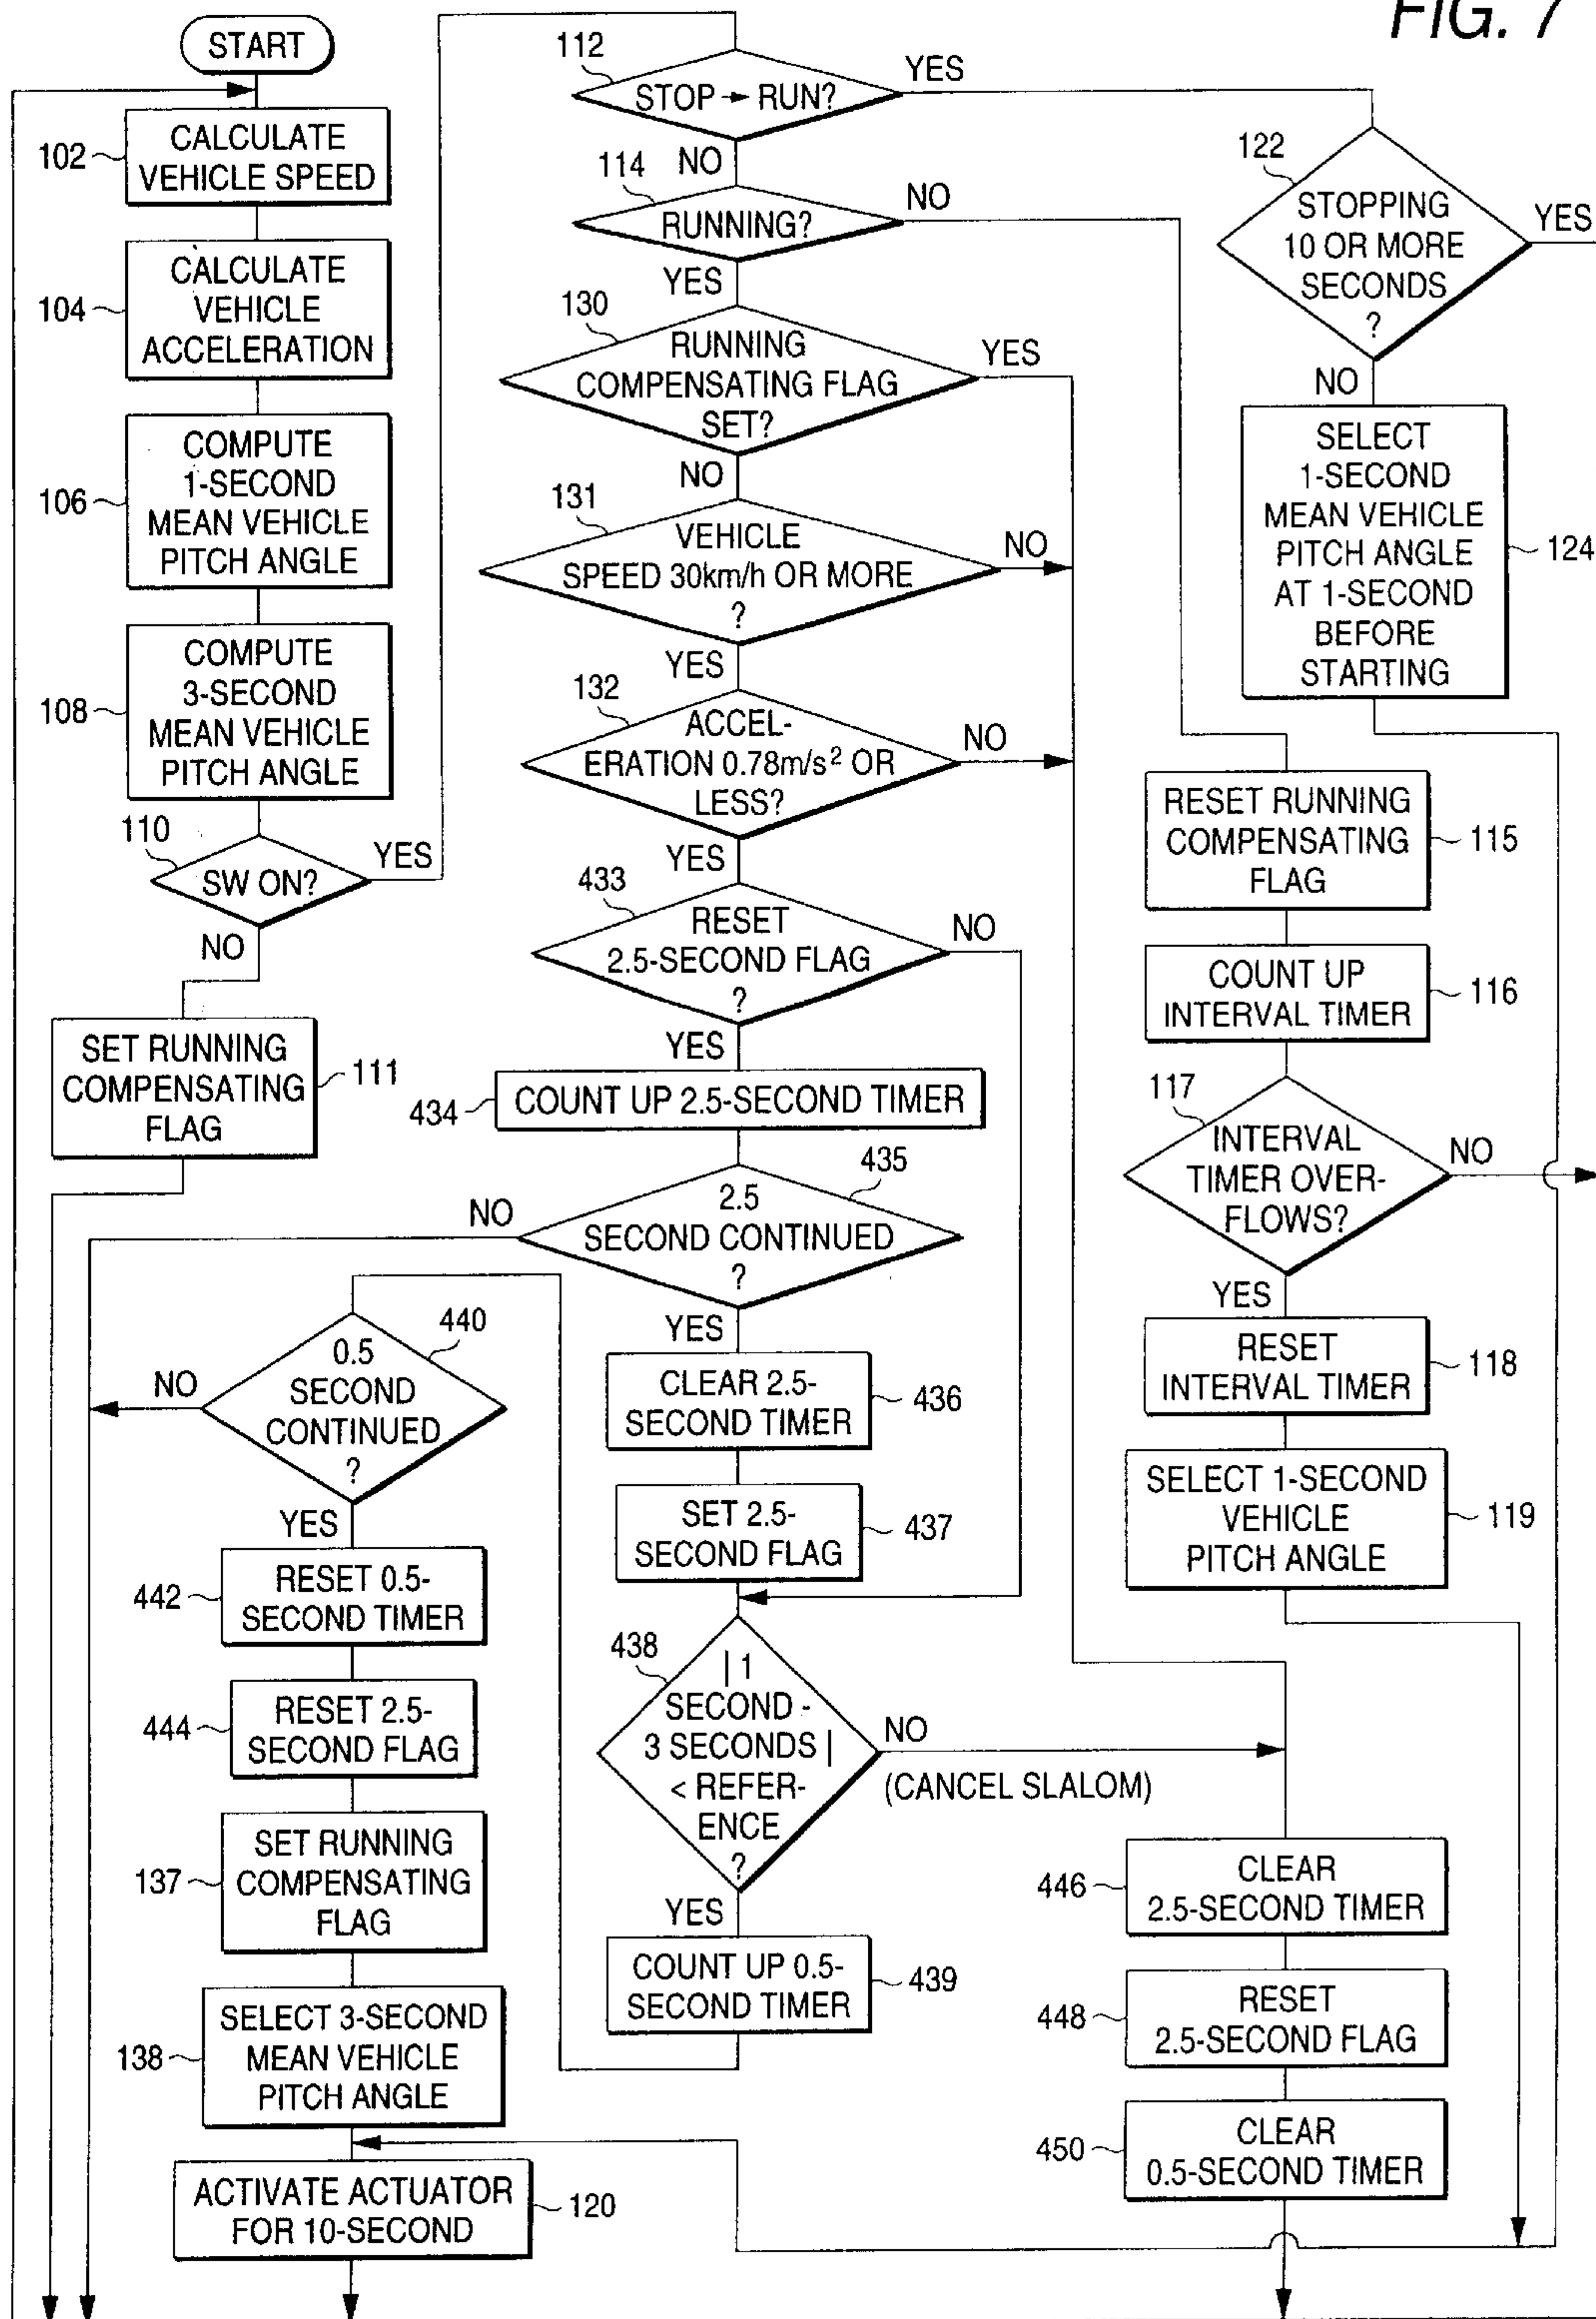 FIG. 7
START
102
CALCULATE
VEHICLE SPEED
104
CALCULATE
VEHICLE
ACCELERATION
106
COMPUTE
1-SECOND
MEAN VEHICLE
PITCH ANGLE
108
COMPUTE
3-SECOND
MEAN VEHICLE
PITCH ANGLE
110
SW ON?
YES
NO
SET RUNNING
COMPENSATING
FLAG
111
112
STOP → RUN?
YES
NO
114
RUNNING?
NO
YES
130
RUNNING
COMPENSATING FLAG
SET?
YES
NO
131
VEHICLE
SPEED 30km/h OR MORE
?
NO
YES
132
ACCEL-
ERATION 0.78m/s² OR
LESS?
NO
YES
433
RESET
2.5-SECOND FLAG
?
NO
YES
434
COUNT UP 2.5-SECOND TIMER
435
2.5
SECOND CONTINUED
?
NO
YES
CLEAR 2.5-
SECOND TIMER
436
SET 2.5-
SECOND FLAG
437
438
| 1
SECOND -
3 SECONDS |
< REFER-
ENCE
?
NO
(CANCEL SLALOM)
YES
COUNT UP 0.5-
SECOND TIMER
439
440
0.5
SECOND
CONTINUED
?
NO
YES
442
RESET 0.5-
SECOND TIMER
444
RESET 2.5-
SECOND FLAG
137
SET RUNNING
COMPENSATING
FLAG
138
SELECT 3-SECOND
MEAN VEHICLE
PITCH ANGLE
ACTIVATE ACTUATOR
FOR 10-SECOND
120
122
STOPPING
10 OR MORE
SECONDS
?
YES
NO
SELECT
1-SECOND
MEAN VEHICLE
PITCH ANGLE
AT 1-SECOND
BEFORE
STARTING
124
RESET RUNNING
COMPENSATING
FLAG
115
COUNT UP
INTERVAL TIMER
116
117
INTERVAL
TIMER OVER-
FLOWS?
NO
YES
RESET
INTERVAL TIMER
118
SELECT 1-SECOND
VEHICLE
PITCH ANGLE
119
446
CLEAR
2.5-SECOND TIMER
448
RESET
2.5-SECOND FLAG
450
CLEAR
0.5-SECOND TIMER